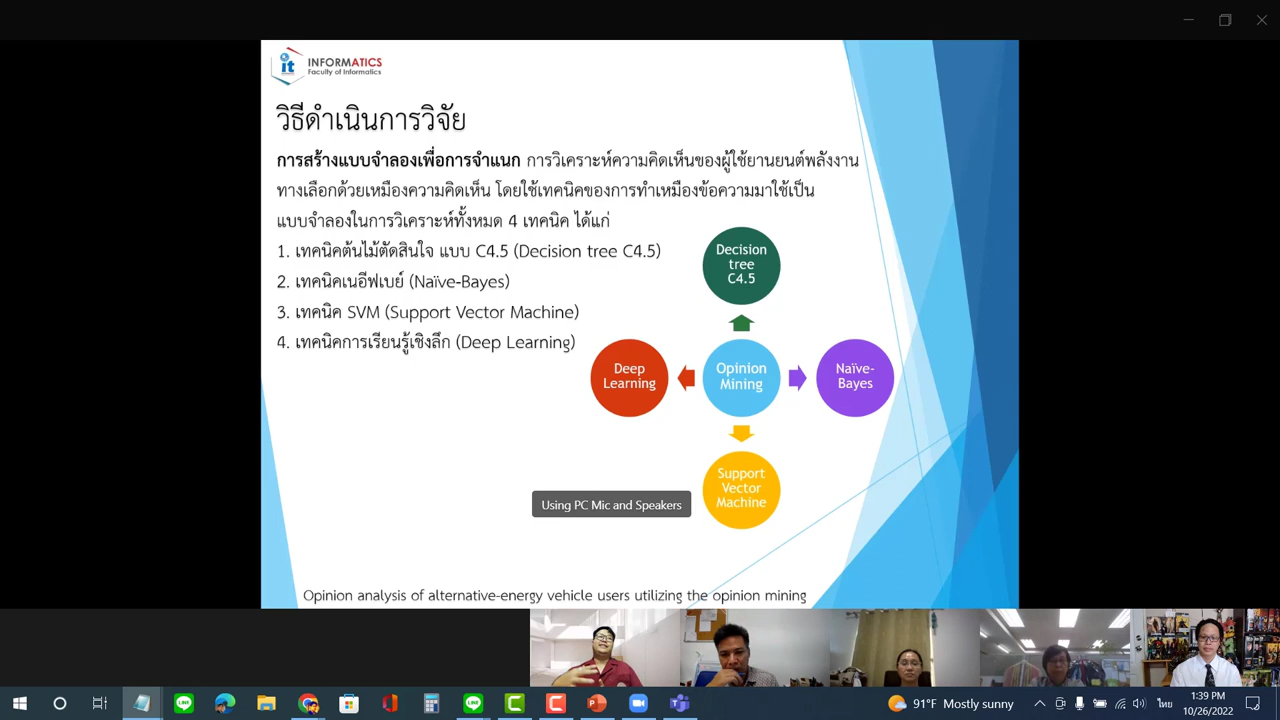 it
INFORMATICS
Faculty of Informatics
วิธีดำเนินการวิจัย
การสร้างแบบจำลองเพื่อการจำแนก การวิเคราะห์ความคิดเห็นของผู้ใช้ยานยนต์พลังงาน
ทางเลือกด้วยเหมืองความคิดเห็น โดยใช้เทคนิคของการทำเหมืองข้อความมาใช้เป็น
แบบจำลองในการวิเคราะห์ทั้งหมด 4 เทคนิค ได้แก่
1. เทคนิคต้นไม้ตัดสินใจ แบบ C4.5 (Decision tree C4.5)
2. เทคนิคเนอีฟเบย์ (Naïve-Bayes)
3. เทคนิค SVM (Support Vector Machine)
4. เทคนิคการเรียนรู้เชิงลึก (Deep Learning)
Decision
tree
C4.5
Deep
Learning
Opinion
Mining
Naïve-
Bayes
Support
Vector
Machine
Using PC Mic and Speakers
Opinion analysis of alternative-energy vehicle users utilizing the opinion mining
91°F Mostly sunny
ไทย
1:39 PM
10/26/2022